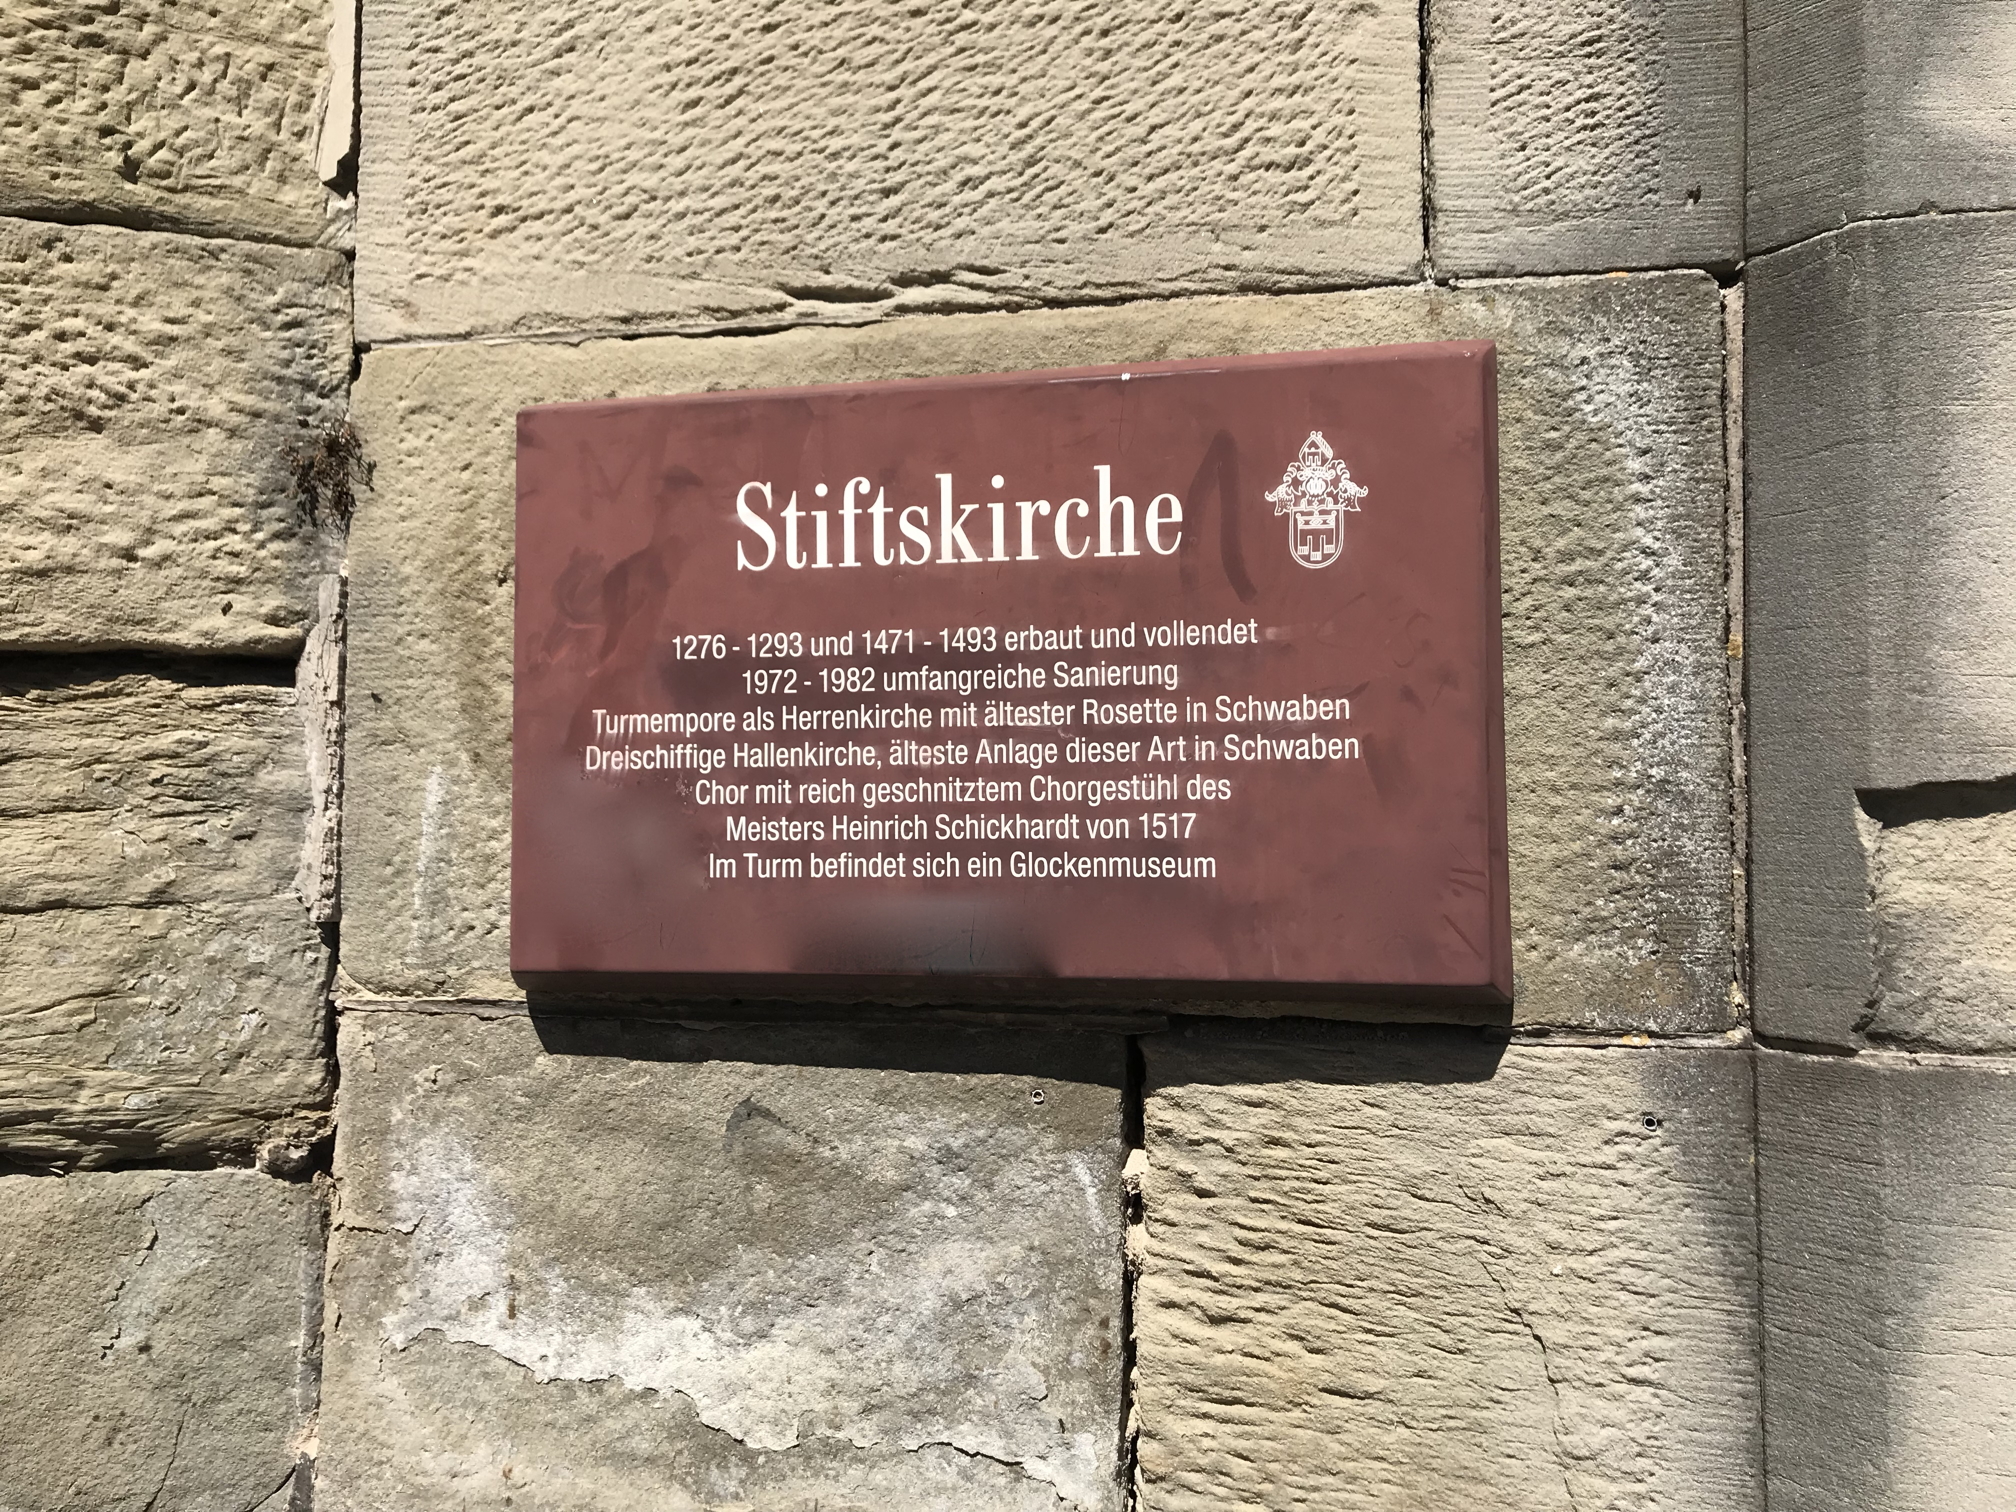 Stiftskirche
1276 - 1293 und 1471 - 1493 erbaut und vollendet
1972 - 1982 umfangreiche Sanierung
Turmempore als Herrenkirche mit ältester Rosette in Schwaben
Dreischiffige Hallenkirche, älteste Anlage dieser Art in Schwaben
Chor mit reich geschnitztem Chorgestühl des
Meisters Heinrich Schickhardt von 1517
Im Turm befindet sich ein Glockenmuseum